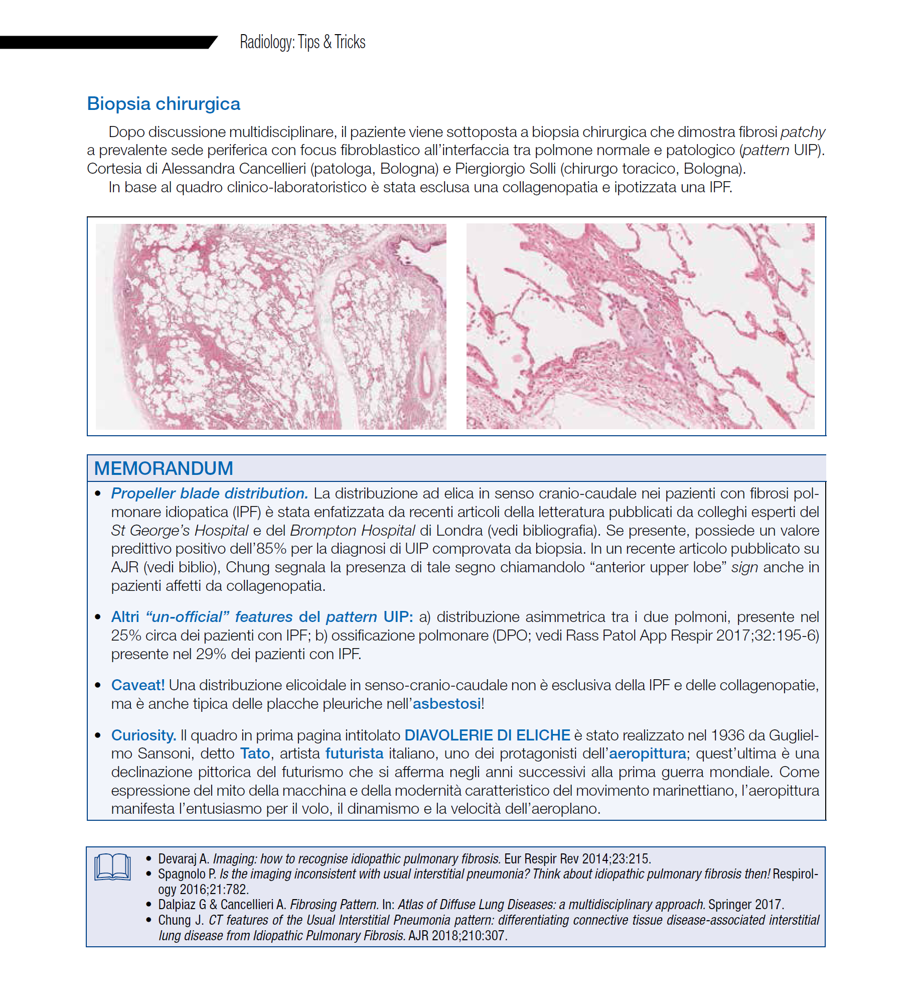 Radiology: Tips & Tricks
Biopsia chirurgica
Dopo discussione multidisciplinare, il paziente viene sottoposta a biopsia chirurgica che dimostra fibrosi patchy
a prevalente sede periferica con focus fibroblastico all’interfaccia tra polmone normale e patologico (pattern UIP).
Cortesia di Alessandra Cancellieri (patologa, Bologna) e Piergiorgio Solli (chirurgo toracico, Bologna).
In base al quadro clinico-laboratoristico è stata esclusa una collagenopatia e ipotizzata una IPF.
MEMORANDUM
• Propeller blade distribution. La distribuzione ad elica in senso cranio-caudale nei pazienti con fibrosi pol-
monare idiopatica (IPF) è stata enfatizzata da recenti articoli della letteratura pubblicati da colleghi esperti del
St George’s Hospital e del Brompton Hospital di Londra (vedi bibliografia). Se presente, possiede un valore
predittivo positivo dell’85% per la diagnosi di UIP comprovata da biopsia. In un recente articolo pubblicato su
AJR (vedi biblio), Chung segnala la presenza di tale segno chiamandolo “anterior upper lobe” sign anche in
pazienti affetti da collagenopatia.
• Altri “un-official” features del pattern UIP: a) distribuzione asimmetrica tra i due polmoni, presente nel
25% circa dei pazienti con IPF; b) ossificazione polmonare (DPO; vedi Rass Patol App Respir 2017;32:195-6)
presente nel 29% dei pazienti con IPF.
• Caveat! Una distribuzione elicoidale in senso-cranio-caudale non è esclusiva della IPF e delle collagenopatie,
ma è anche tipica delle placche pleuriche nell’asbestosi!
• Curiosity. Il quadro in prima pagina intitolato DIAVOLERIE DI ELICHE è stato realizzato nel 1936 da Gugliel-
mo Sansoni, detto Tato, artista futurista italiano, uno dei protagonisti dell’aeropittura; quest’ultima è una
declinazione pittorica del futurismo che si afferma negli anni successivi alla prima guerra mondiale. Come
espressione del mito della macchina e della modernità caratteristico del movimento marinettiano, l’aeropittura
manifesta l’entusiasmo per il volo, il dinamismo e la velocità dell’aeroplano.
• Devaraj A. Imaging: how to recognise idiopathic pulmonary fibrosis. Eur Respir Rev 2014;23:215.
• Spagnolo P. Is the imaging inconsistent with usual interstitial pneumonia? Think about idiopathic pulmonary fibrosis then! Respirol-
ogy 2016;21:782.
• Dalpiaz G & Cancellieri A. Fibrosing Pattern. In: Atlas of Diffuse Lung Diseases: a multidisciplinary approach. Springer 2017.
• Chung J. CT features of the Usual Interstitial Pneumonia pattern: differentiating connective tissue disease-associated interstitial
lung disease from Idiopathic Pulmonary Fibrosis. AJR 2018;210:307.